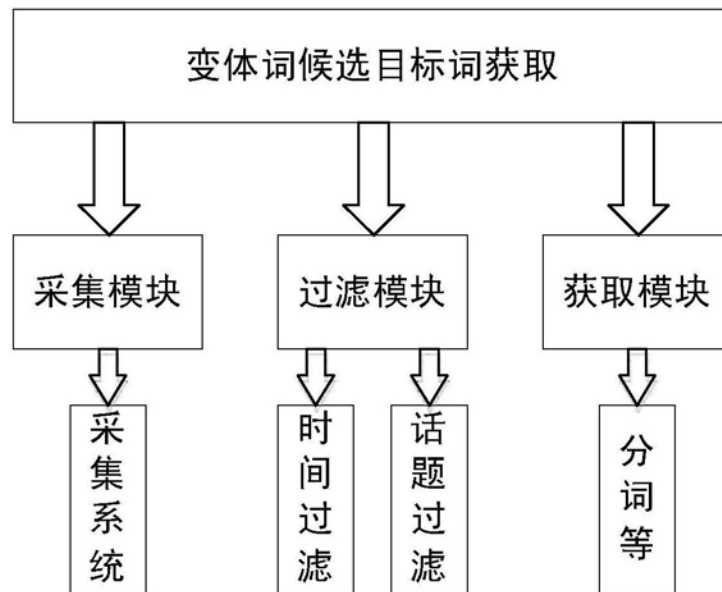 变体词候选目标词获取
采集模块
过滤模块
获取模块
采集系统
时间过滤
话题过滤
分词等